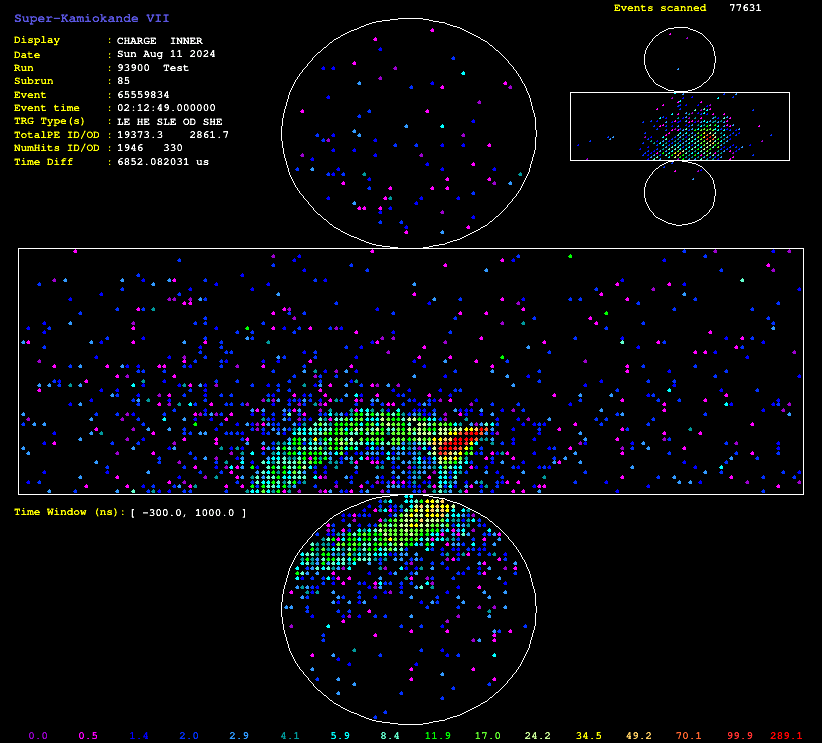 Super-Kamiokande VII
Events scanned 77631
Display : CHARGE INNER
Date : Sun Aug 11 2024
Run : 93900 Test
Subrun : 85
Event : 65559834
Event time : 02:12:49.000000
TRG Type(s) : LE HE SLE OD SHE
TotalPE ID/OD : 19373.3 2861.7
NumHits ID/OD : 1946 330
Time Diff : 6852.082031 us
Time Window (ns): [ -300.0, 1000.0 ]
0.0 0.5 1.4 2.0 2.9 4.1 5.9 8.4 11.9 17.0 24.2 34.5 49.2 70.1 99.9 289.1